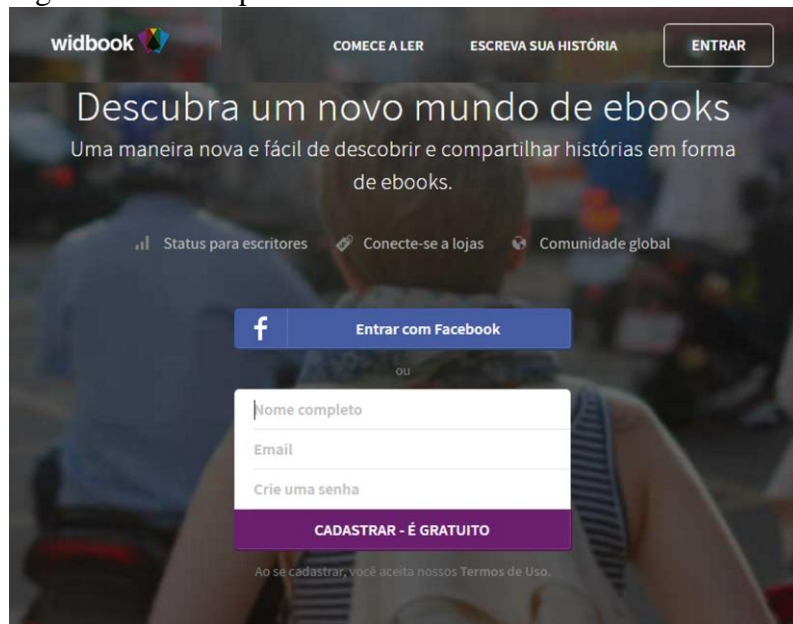 widbook
COMECE A LER
ESCREVA SUA HISTÓRIA
ENTRAR
Descubra um novo mundo de ebooks
Uma maneira nova e fácil de descobrir e compartilhar histórias em forma
de ebooks.
Status para escritores
Conecte-se a lojas
Comunidade global
f
Entrar com Facebook
ou
Nome completo
Email
Crie uma senha
CADASTRAR - É GRATUITO
Ao se cadastrar, você aceita nossos Termos de Uso.